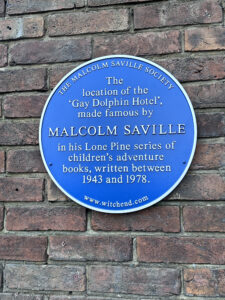 THE MALCOLM SAVILLE SOCIETY
The
location of the
'Gay Dolphin Hotel',
made famous by
MALCOLM SAVILLE
in his Lone Pine series of
children's adventure
books, written between
1943 and 1978.
www.witchend.com